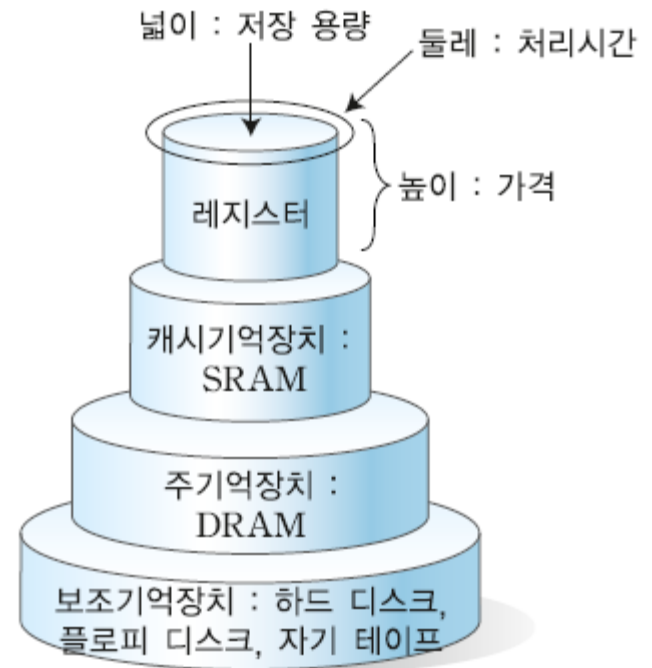 넓이 : 저장 용량
둘레 : 처리시간
높이 : 가격
레지스터
캐시기억장치 :
SRAM
주기억장치 :
DRAM
보조기억장치 : 하드 디스크,
플로피 디스크, 자기 테이프